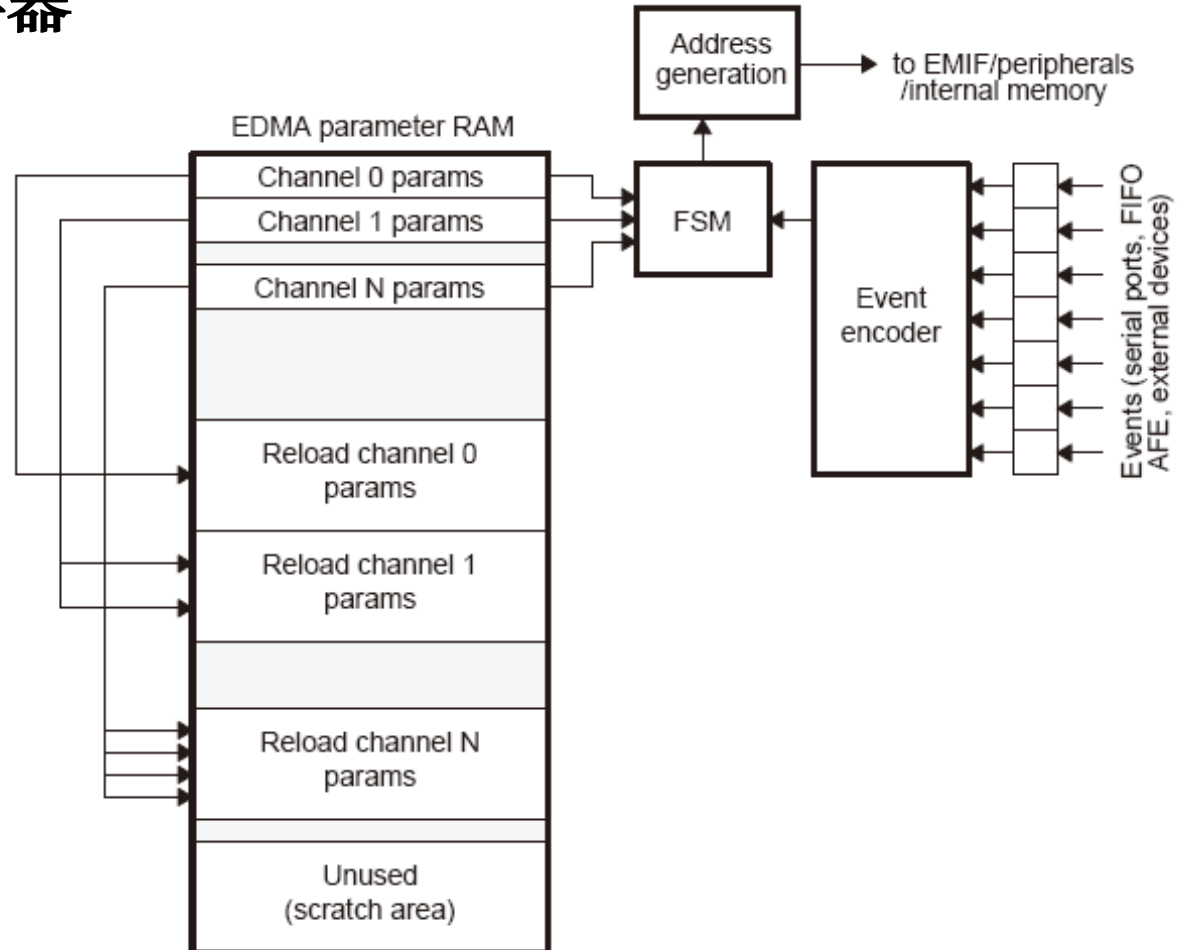 器
Address
generation
to EMIF/peripherals
/internal memory
EDMA parameter RAM
Channel 0 params
Channel 1 params
Channel N params
FSM
Event
encoder
Events (serial ports, FIFO
AFE, external devices)
Reload channel 0
params
Reload channel 1
params
Reload channel N
params
Unused
(scratch area)